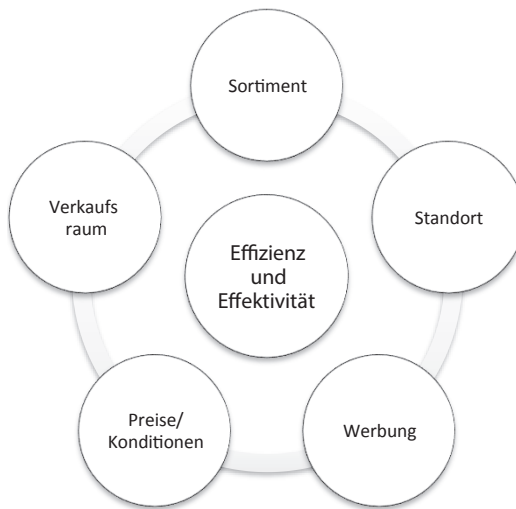 Sortiment
Standort
Werbung
Preise/
Konditionen
Verkaufs
raum
Effizienz
und
Effektivität